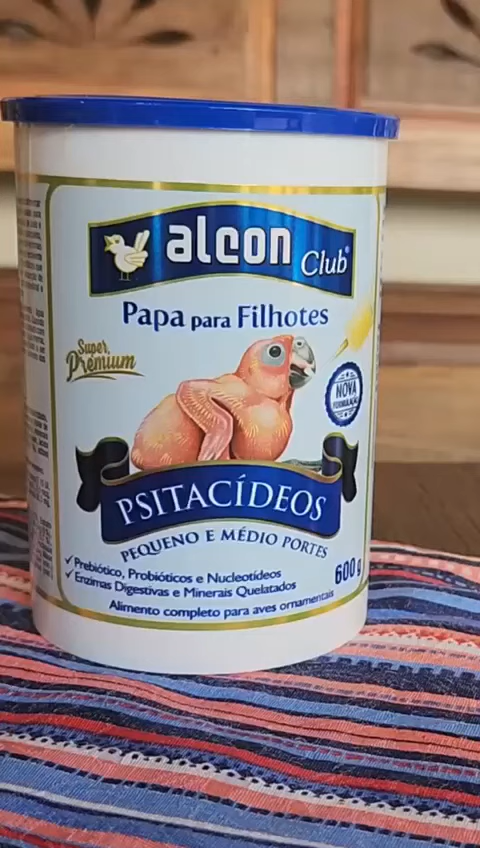 alcon Club
Papa para Filhotes
Super
Premium
NOVA
FORMULAÇÃO
PSITACÍDEOS
PEQUENO E MÉDIO PORTES
✓Prebiótico, Probióticos e Nucleotídeos
✓Enzimas Digestivas e Minerais Quelatados
600 g
Alimento completo para aves ornamentais